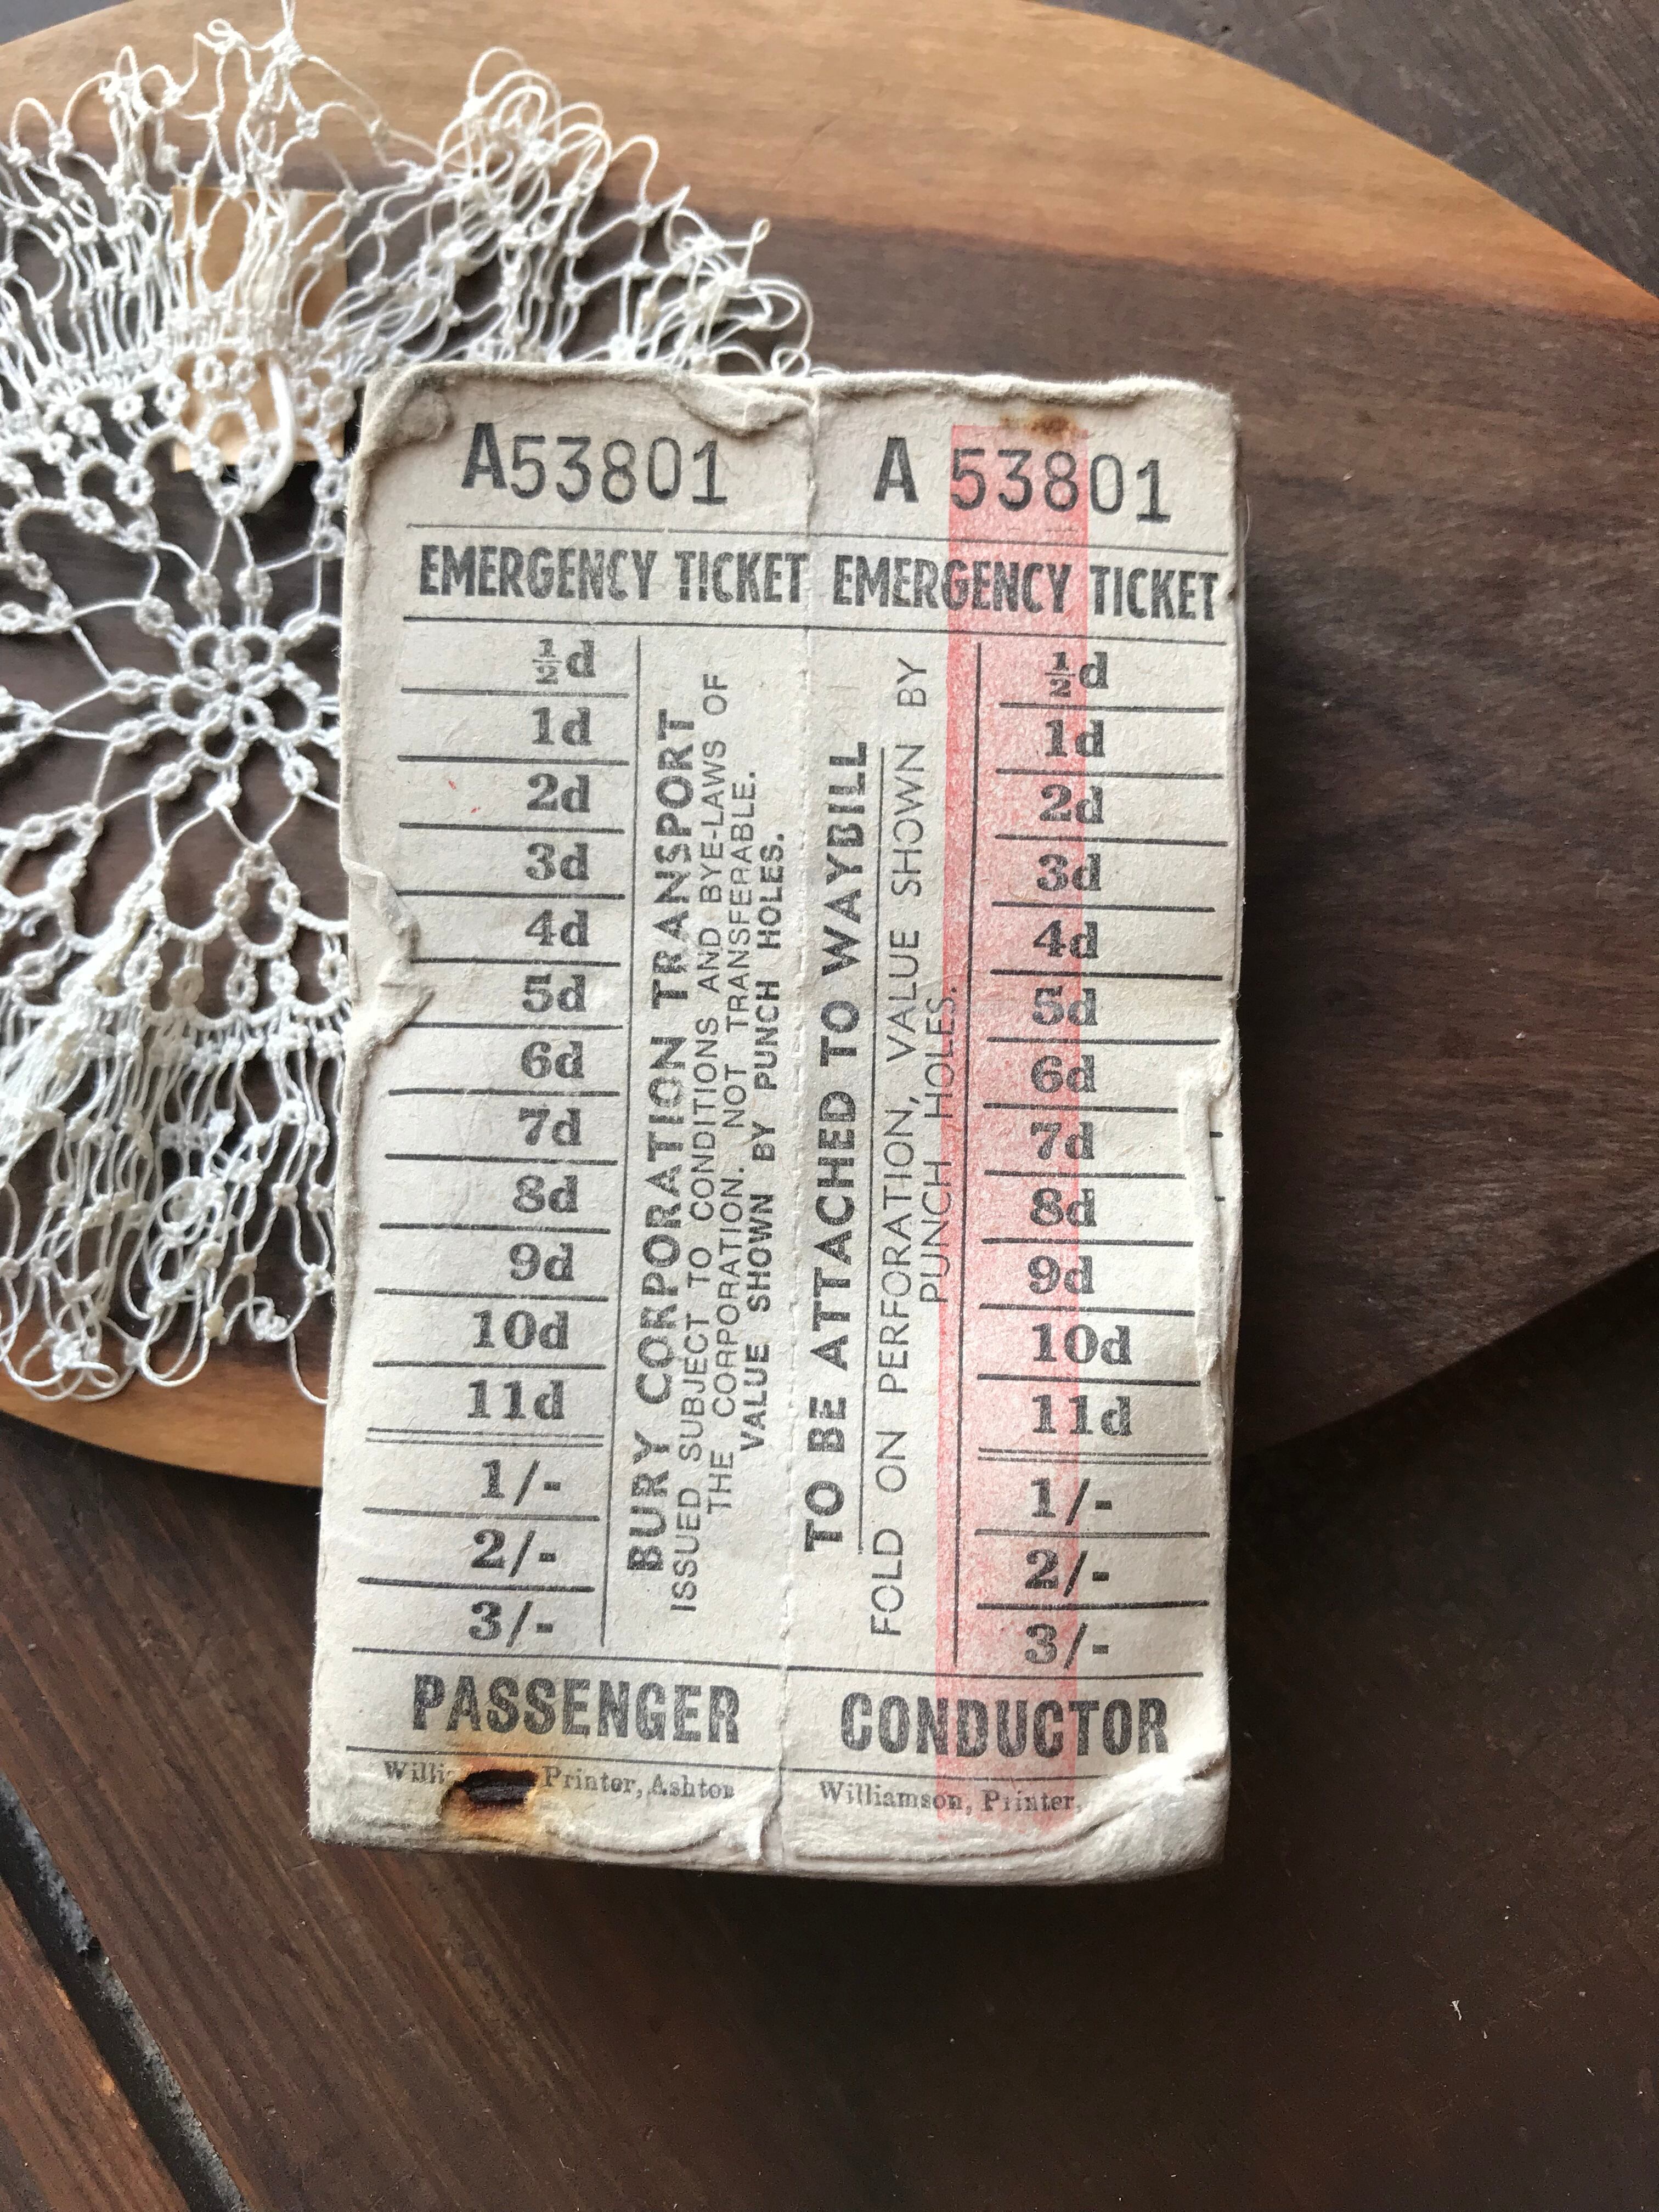 A53801
EMERGENCY TICKET
½d
1d
2d
3d
4d
5d
6d
7d
8d
9d
10d
11d
1/-
2/-
3/-
BURY CORPORATION TRANSPORT
ISSUED SUBJECT TO CONDITIONS AND BYE-LAWS OF
THE CORPORATION. NOT TRANSFERABLE.
VALUE SHOWN BY PUNCH HOLES.
PASSENGER
Printer, Ashton
A 53801
EMERGENCY TICKET
TO BE ATTACHED TO WAYBILL
FOLD ON PERFORATION, VALUE SHOWN BY
PUNCH HOLES.
½d
1d
2d
3d
4d
5d
6d
7d
8d
9d
10d
11d
1/-
2/-
3/-
CONDUCTOR
Williamson, Printer,